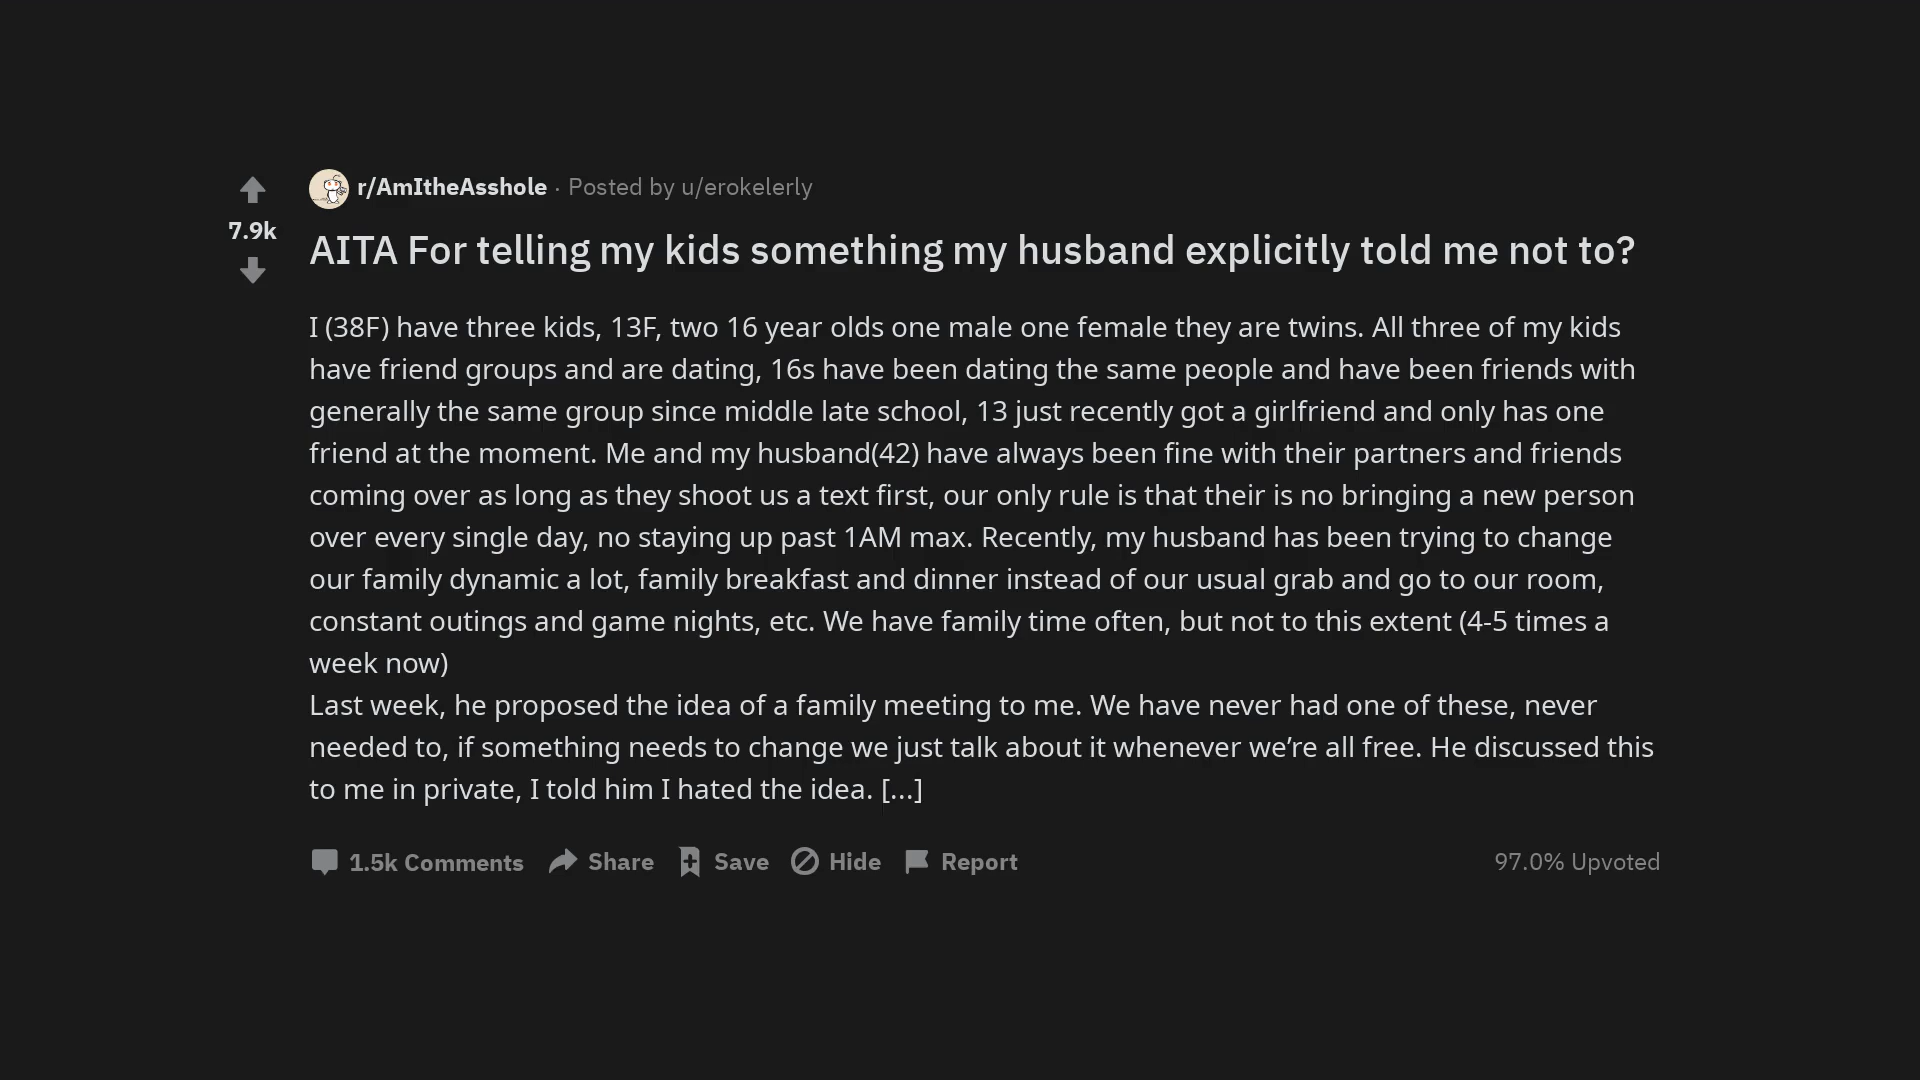 r/AmItheAsshole · Posted by u/erokelerly
7.9k
AITA For telling my kids something my husband explicitly told me not to?
I (38F) have three kids, 13F, two 16 year olds one male one female they are twins. All three of my kids
have friend groups and are dating, 16s have been dating the same people and have been friends with
generally the same group since middle late school, 13 just recently got a girlfriend and only has one
friend at the moment. Me and my husband(42) have always been fine with their partners and friends
coming over as long as they shoot us a text first, our only rule is that their is no bringing a new person
over every single day, no staying up past 1AM max. Recently, my husband has been trying to change
our family dynamic a lot, family breakfast and dinner instead of our usual grab and go to our room,
constant outings and game nights, etc. We have family time often, but not to this extent (4-5 times a
week now)
Last week, he proposed the idea of a family meeting to me. We have never had one of these, never
needed to, if something needs to change we just talk about it whenever we’re all free. He discussed this
to me in private, I told him I hated the idea. [...]
1.5k Comments Share Save Hide Report 97.0% Upvoted